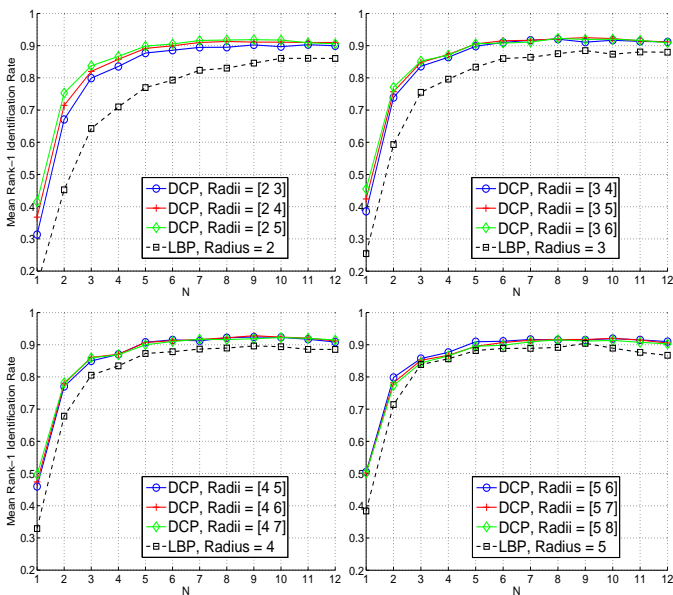 Mean Rank-1 Identification Rate
1
0.9
0.8
0.7
0.6
0.5
0.4
0.3
0.2
DCP, Radii = [2 3]
DCP, Radii = [2 4]
DCP, Radii = [2 5]
LBP, Radius = 2
1 2 3 4 5 6 7 8 9 10 11 12
N
1
0.9
0.8
0.7
0.6
0.5
0.4
0.3
0.2
DCP, Radii = [3 4]
DCP, Radii = [3 5]
DCP, Radii = [3 6]
LBP, Radius = 3
1 2 3 4 5 6 7 8 9 10 11 12
N
Mean Rank-1 Identification Rate
1
0.9
0.8
0.7
0.6
0.5
0.4
0.3
0.2
DCP, Radii = [4 5]
DCP, Radii = [4 6]
DCP, Radii = [4 7]
LBP, Radius = 4
1 2 3 4 5 6 7 8 9 10 11 12
N
1
0.9
0.8
0.7
0.6
0.5
0.4
0.3
0.2
DCP, Radii = [5 6]
DCP, Radii = [5 7]
DCP, Radii = [5 8]
LBP, Radius = 5
1 2 3 4 5 6 7 8 9 10 11 12
N